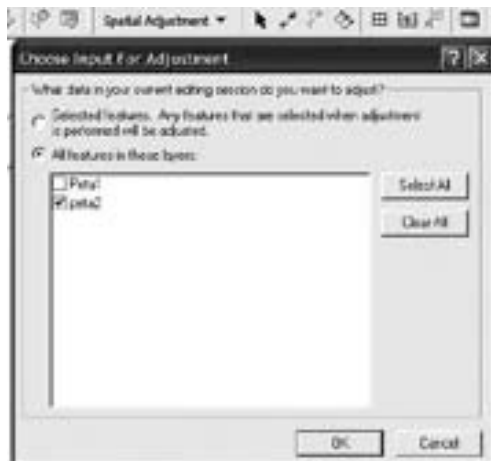 Spatial Adjustment
Choose Input For Adjustment
What data in your current editing session do you want to adjust?
Selected features. Any features that are selected when adjustment
is performed will be adjusted.
All features in these layers:
Peta1
peta2
Select All
Clear All
OK
Cancel